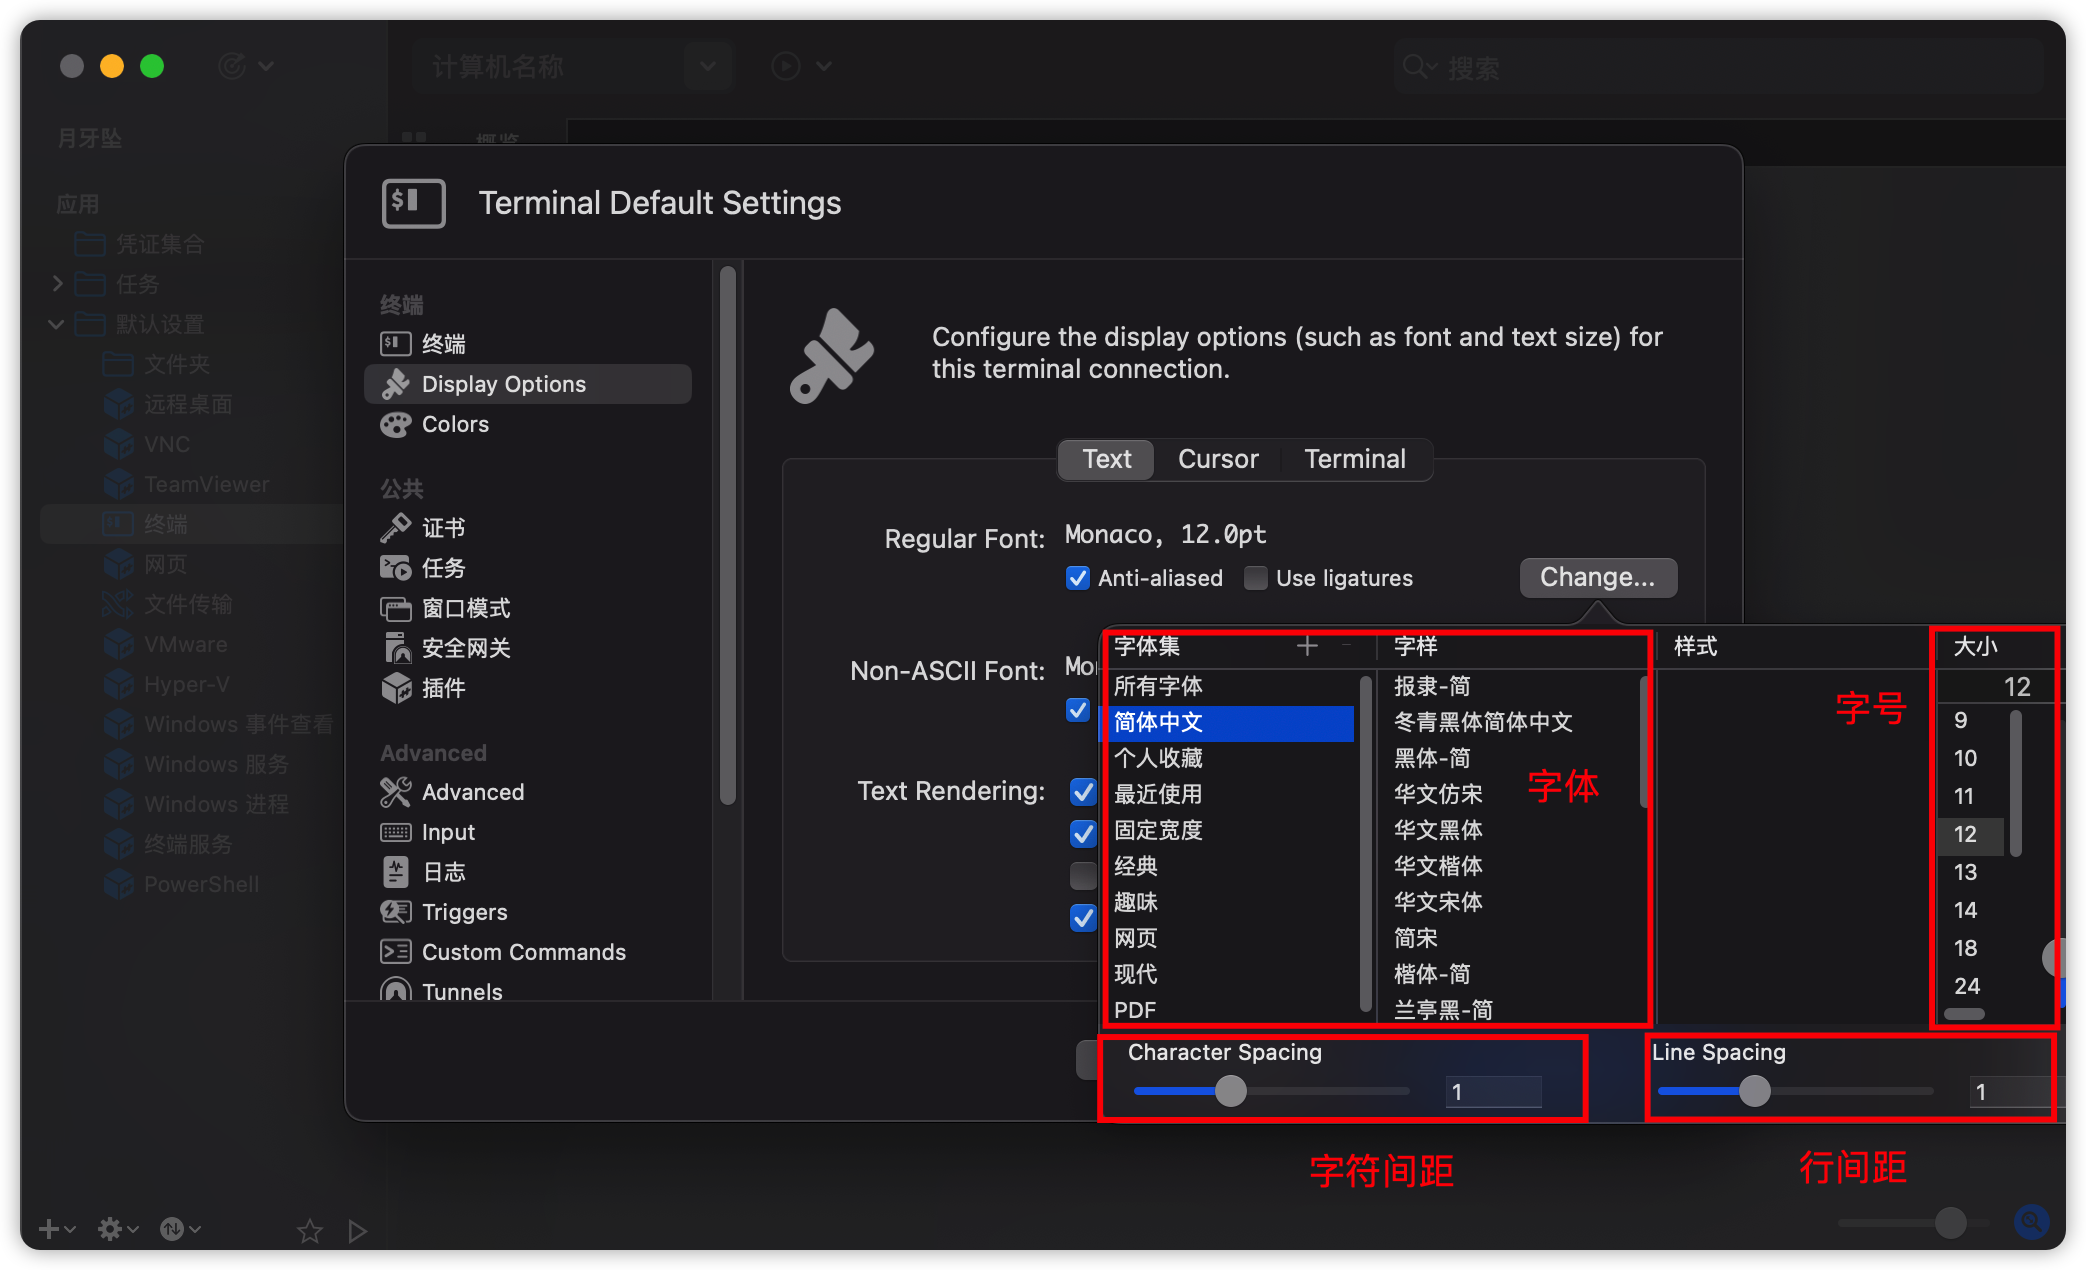 计算机名称
搜索
月牙坠
概览
应用
凭证集合
任务
默认设置
文件夹
远程桌面
VNC
TeamViewer
终端
网页
文件传输
VMware
Hyper-V
Windows 事件查看
Windows 服务
Windows 进程
终端服务
PowerShell
Terminal Default Settings
终端
终端
Display Options
Colors
公共
证书
任务
窗口模式
安全网关
插件
Advanced
Advanced
Input
日志
Triggers
Custom Commands
Tunnels
Configure the display options (such as font and text size) for
this terminal connection.
Text Cursor Terminal
Regular Font: Monaco, 12.0pt
Anti-aliased Use ligatures
Change...
Non-ASCII Font:
Text Rendering:
字体集 + - 字样 样式 大小
所有字体
简体中文
个人收藏
最近使用
固定宽度
经典
趣味
网页
现代
PDF
报隶-简
冬青黑体简体中文
黑体-简
华文仿宋
华文黑体
华文楷体
华文宋体
简宋
楷体-简
兰亭黑-简
字体
字号
12
9
10
11
12
13
14
18
24
Character Spacing 1
Line Spacing 1
字符间距
行间距